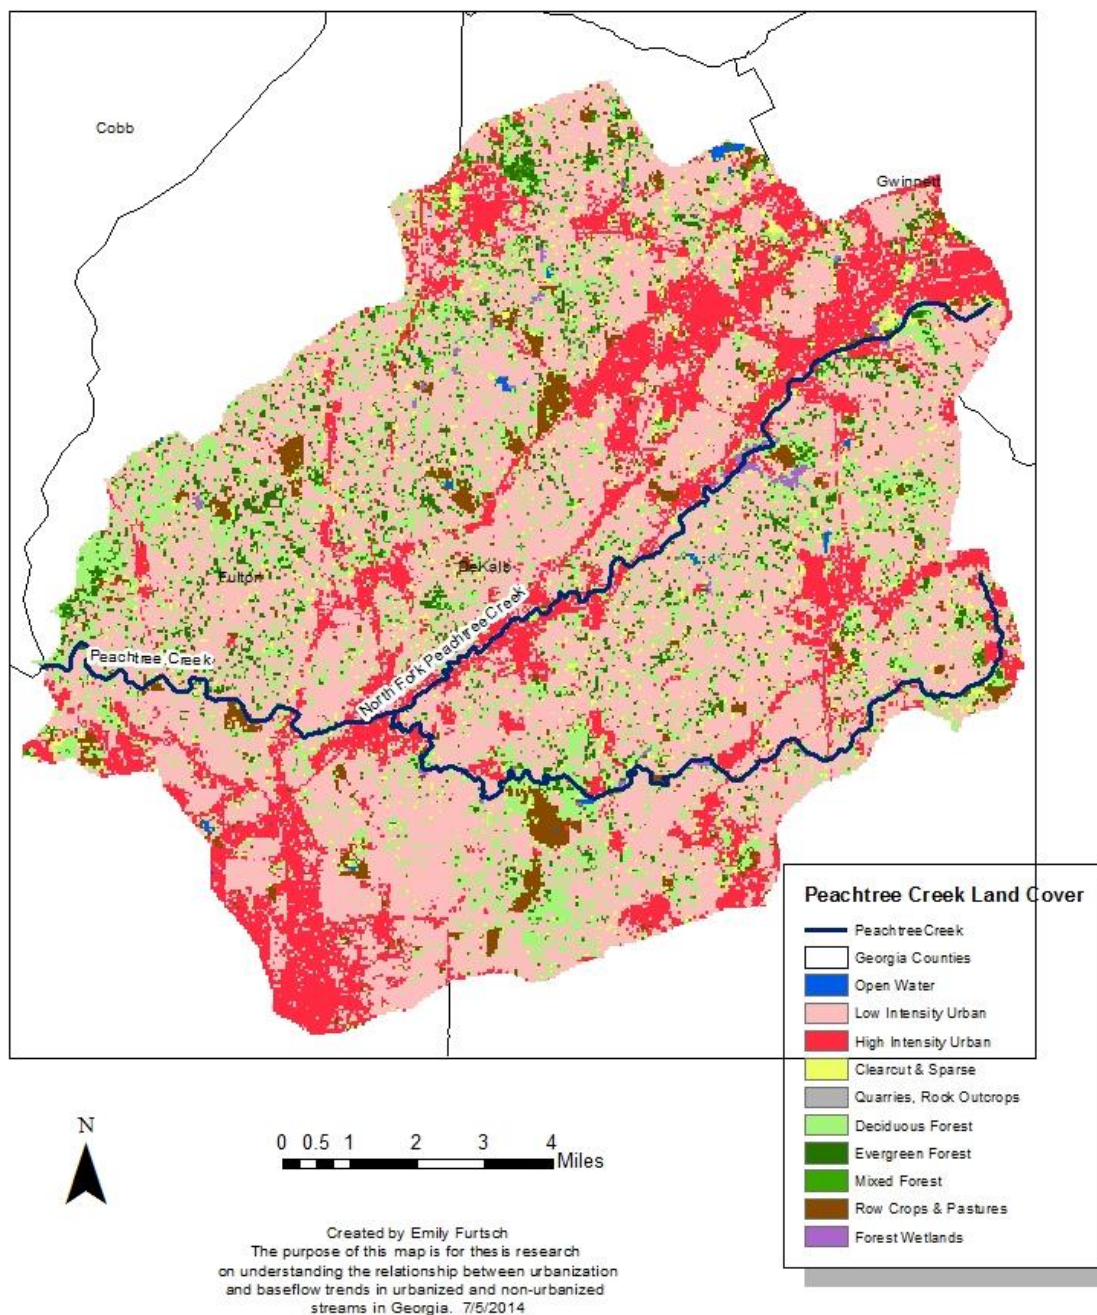 Cobb
Gwinnett
Fulton
DeKalb
Peachtree Creek
North Fork Peachtree Creek
Peachtree Creek Land Cover
PeachtreeCreek
Georgia Counties
Open Water
Low Intensity Urban
High Intensity Urban
Clearcut & Sparse
Quarries, Rock Outcrops
Deciduous Forest
Evergreen Forest
Mixed Forest
Row Crops & Pastures
Forest Wetlands
N
0 0.5 1 2 3 4
Miles
Created by Emily Furtsch
The purpose of this map is for thesis research
on understanding the relationship between urbanization
and baseflow trends in urbanized and non-urbanized
streams in Georgia. 7/5/2014